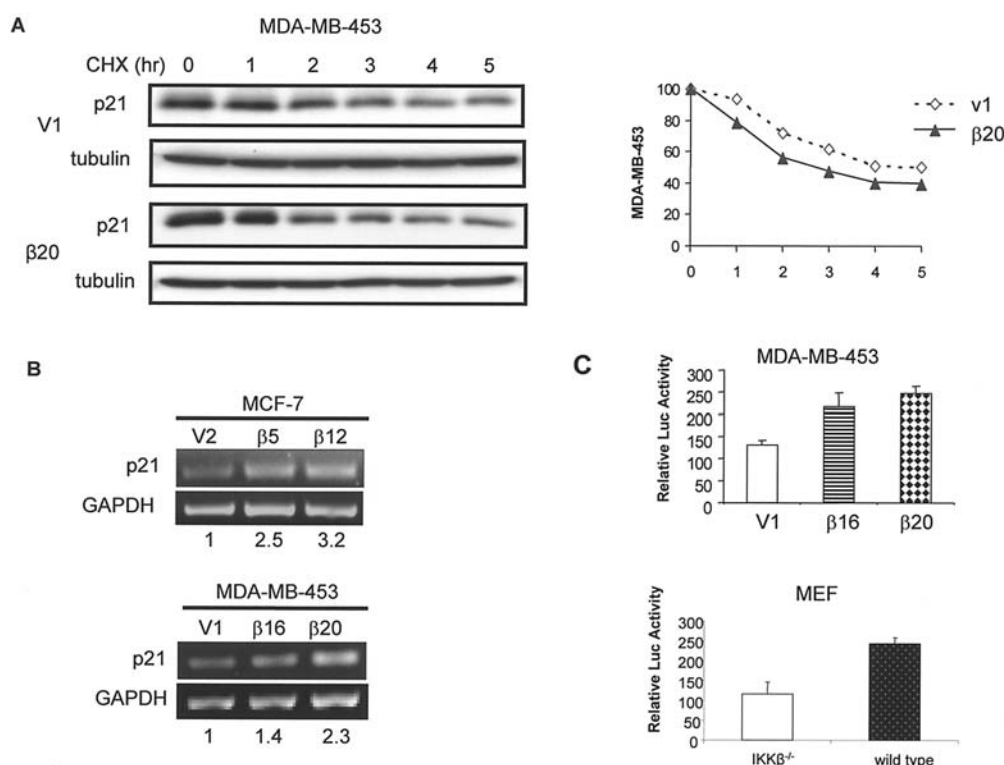 A
MDA-MB-453
CHX (hr) 0 1 2 3 4 5
V1
p21
tubulin
β20
p21
tubulin
MDA-MB-453
100
80
60
40
20
0
0 1 2 3 4 5
v1
β20
B
MCF-7
V2 β5 β12
p21
GAPDH
1 2.5 3.2
MDA-MB-453
V1 β16 β20
p21
GAPDH
1 1.4 2.3
C
MDA-MB-453
Relative Luc Activity
300
250
200
150
100
50
0
V1 β16 β20
MEF
Relative Luc Activity
300
250
200
150
100
50
0
IKKβ-/- wild type